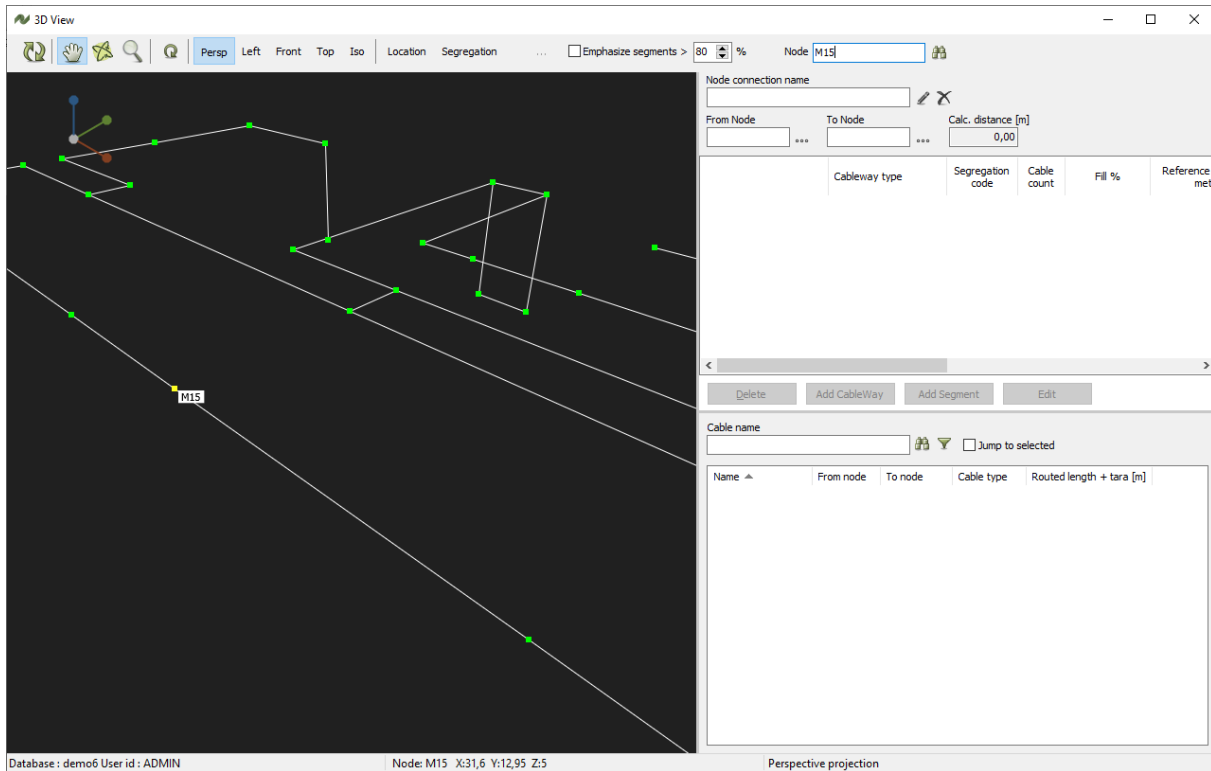 3D View
Persp Left Front Top Iso Location Segregation ... Emphasize segments > 80 % Node M15
Node connection name
From Node To Node Calc. distance [m]
... ... 0,00
Cableway type Segregation code Cable count Fill % Reference met
M15
Delete Add CableWay Add Segment Edit
Cable name
Jump to selected
Name From node To node Cable type Routed length + tara [m]
Database : demo6 User id : ADMIN Node: M15 X:31,6 Y:12,95 Z:5 Perspective projection